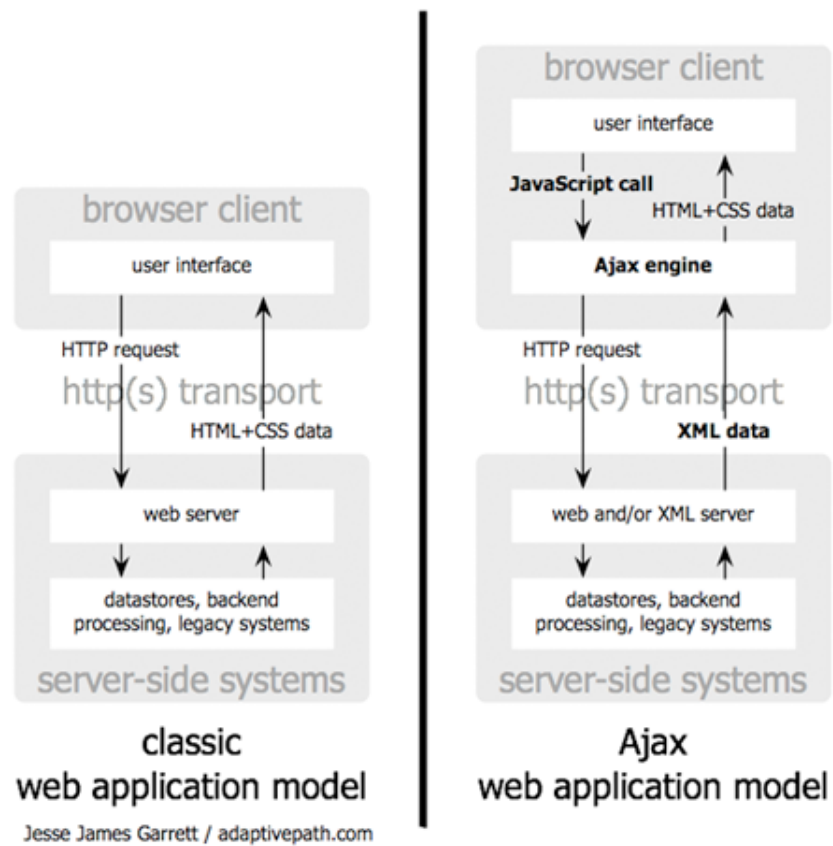 browser client
user interface
HTTP request
http(s) transport
HTML+CSS data
web server
datastores, backend
processing, legacy systems
server-side systems
classic
web application model
Jesse James Garrett / adaptivepath.com
browser client
user interface
JavaScript call
HTML+CSS data
Ajax engine
HTTP request
http(s) transport
XML data
web and/or XML server
datastores, backend
processing, legacy systems
server-side systems
Ajax
web application model